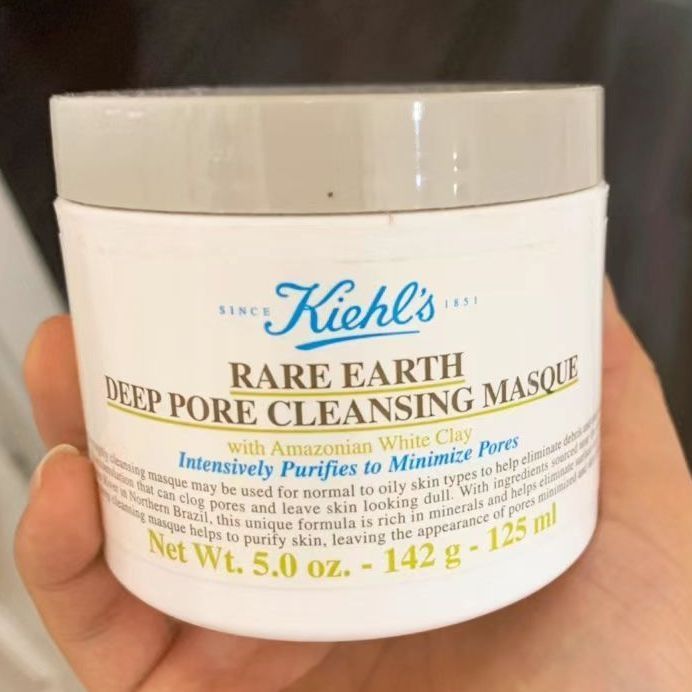 SINCE Kiehl's 1851
RARE EARTH
DEEP PORE CLEANSING MASQUE
with Amazonian White Clay
Intensively Purifies to Minimize Pores
cleansing masque may be used for normal to oily skin types to help eliminate debris
that can clog pores and leave skin looking dull. With ingredients sourced
River in Northern Brazil, this unique formula is rich in minerals and helps eliminate
cleansing masque helps to purify skin, leaving the appearance of pores minimized
Net Wt. 5.0 oz. - 142 g - 125 ml